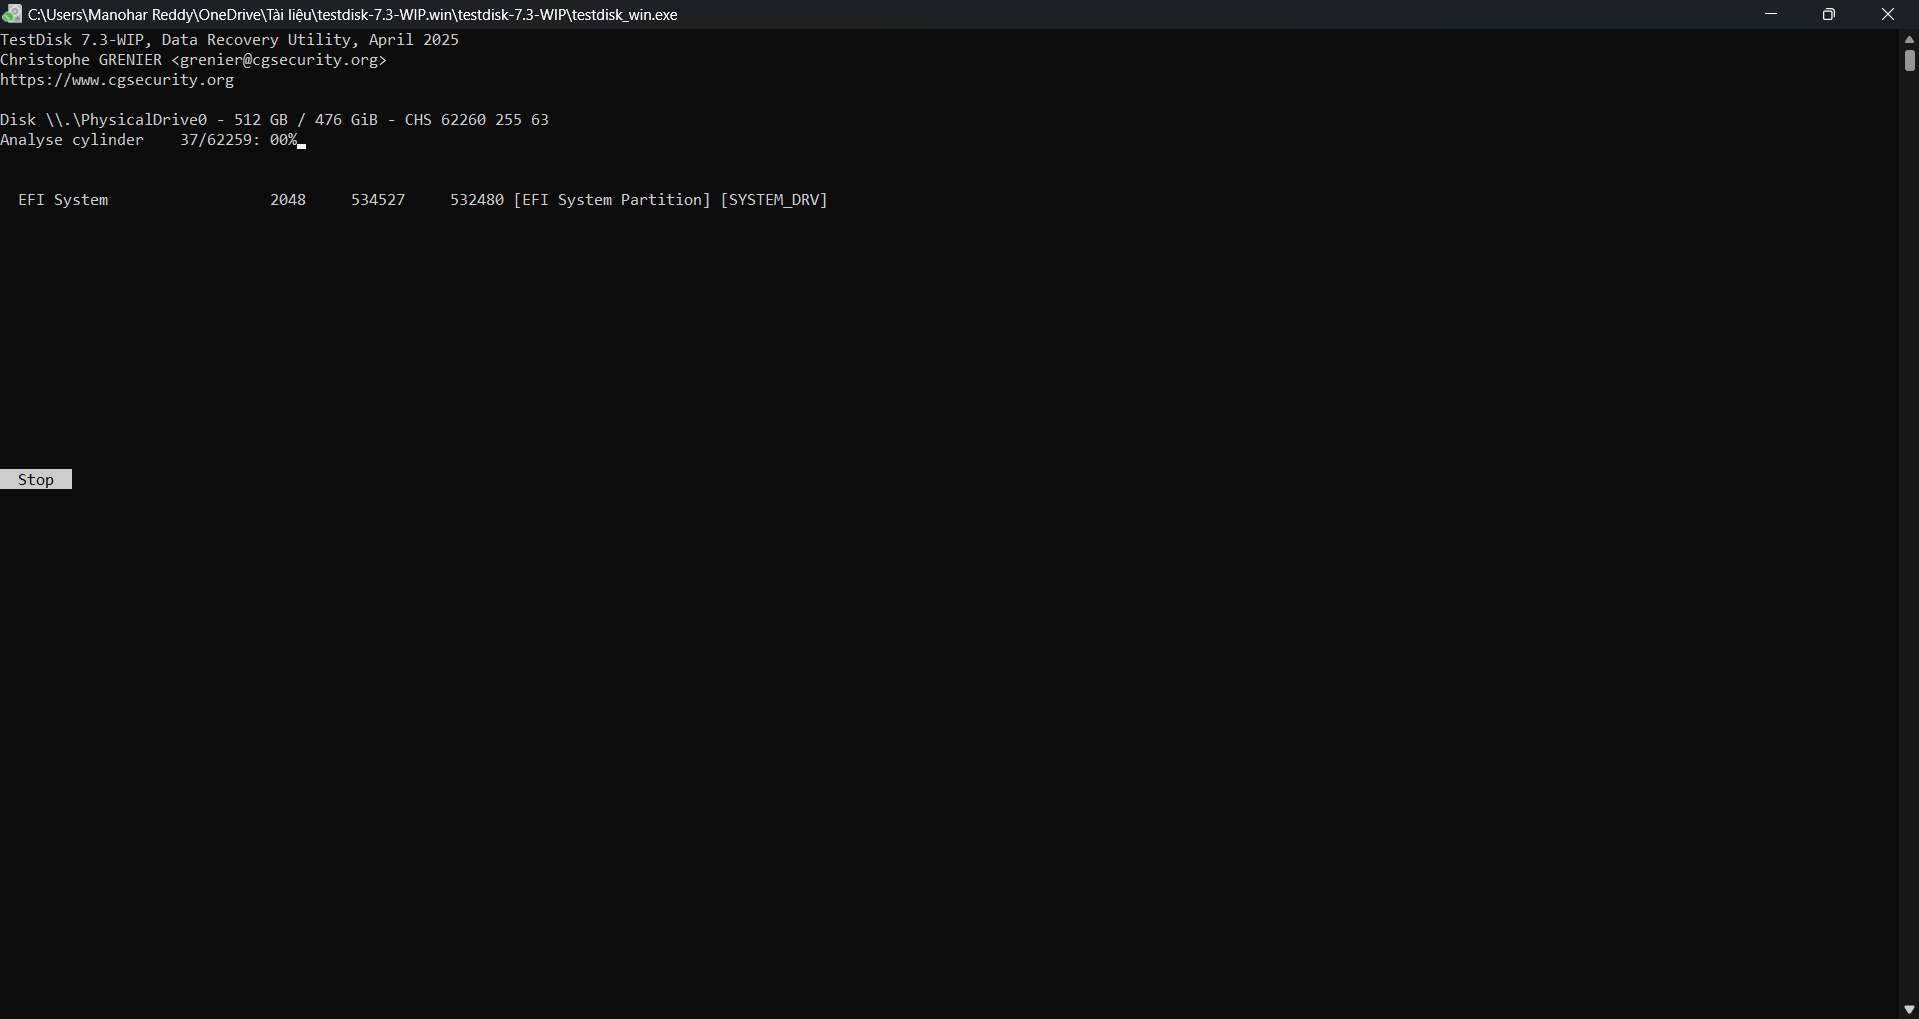 C:\Users\Manohar Reddy\OneDrive\Tài liệu\testdisk-7.3-WIP.win\testdisk-7.3-WIP\testdisk_win.exe
TestDisk 7.3-WIP, Data Recovery Utility, April 2025
Christophe GRENIER <grenier@cgsecurity.org>
https://www.cgsecurity.org
Disk \\.\PhysicalDrive0 - 512 GB / 476 GiB - CHS 62260 255 63
Analyse cylinder    37/62259: 00%
EFI System                  2048     534527     532480 [EFI System Partition] [SYSTEM_DRV]
Stop